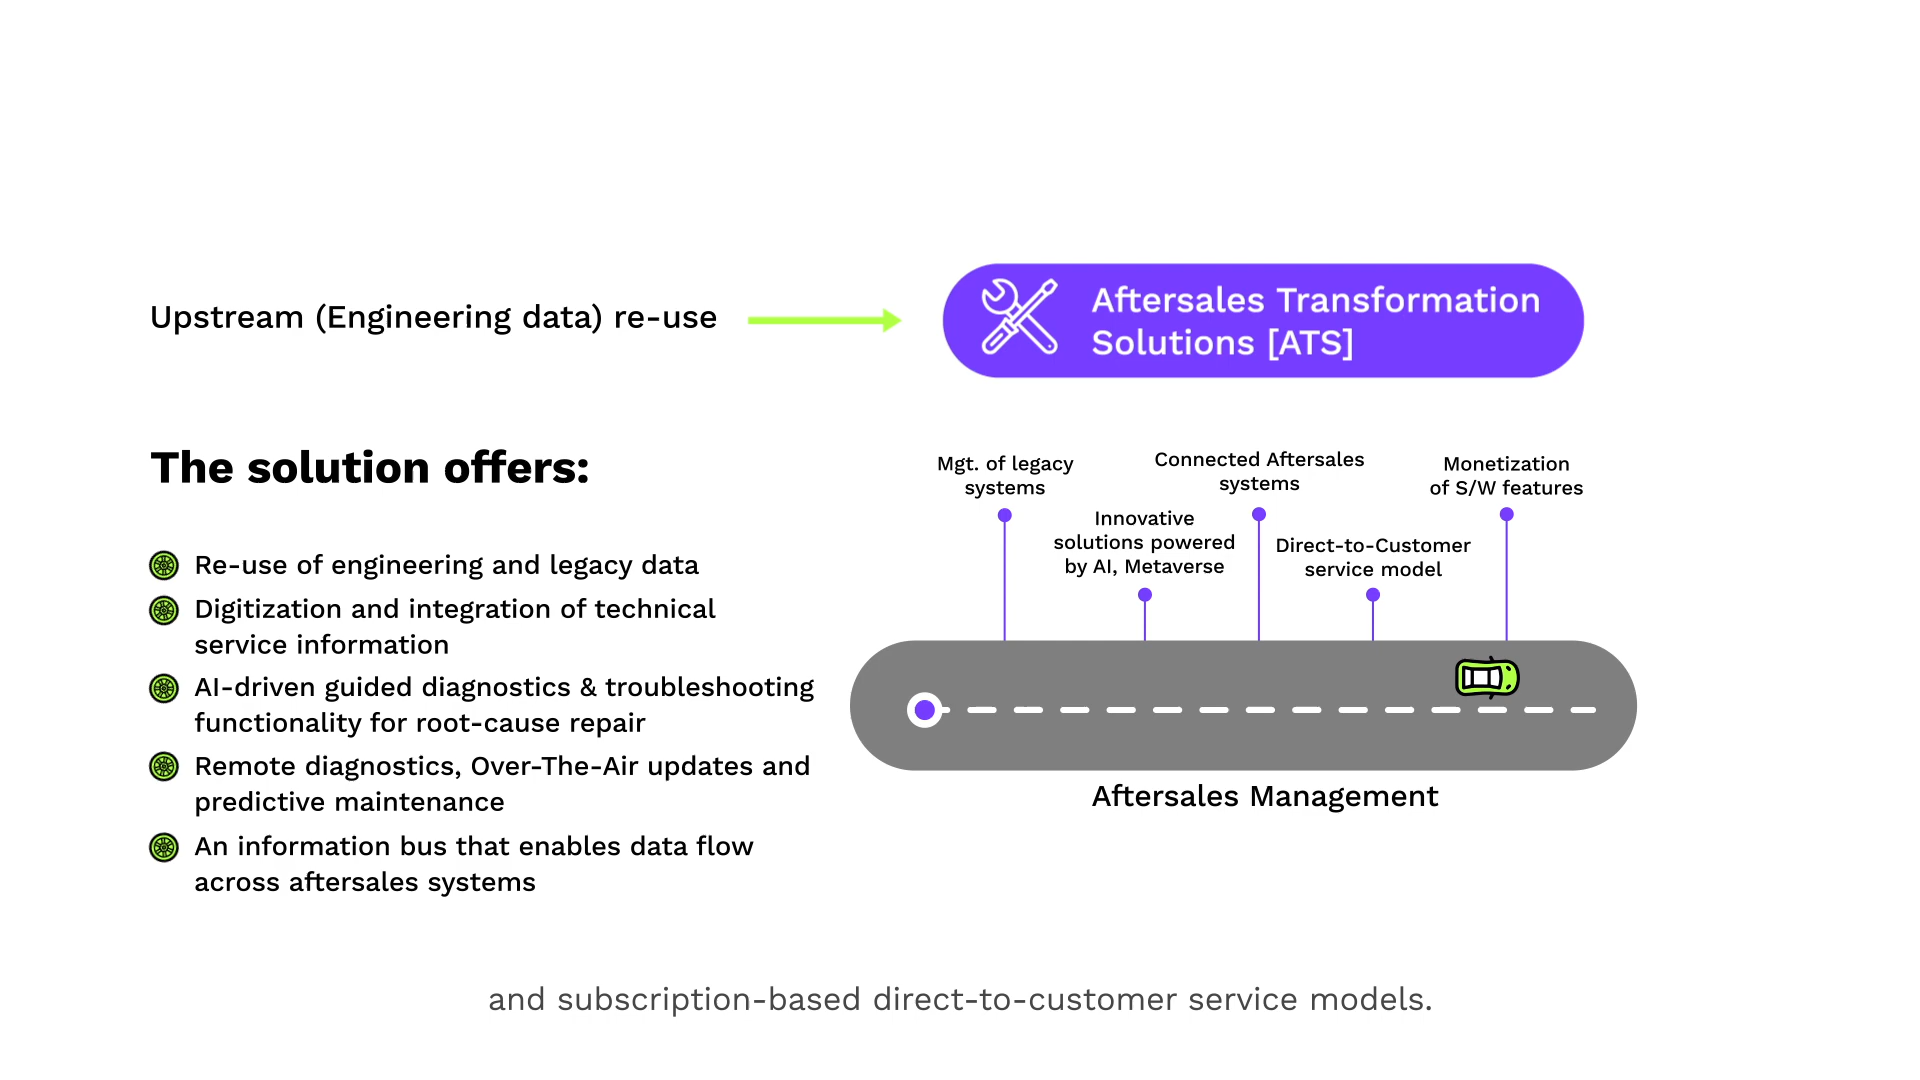 Upstream (Engineering data) re-use
Aftersales Transformation
Solutions [ATS]
The solution offers:
Re-use of engineering and legacy data
Digitization and integration of technical
service information
AI-driven guided diagnostics & troubleshooting
functionality for root-cause repair
Remote diagnostics, Over-The-Air updates and
predictive maintenance
An information bus that enables data flow
across aftersales systems
Mgt. of legacy
systems
Innovative
solutions powered
by AI, Metaverse
Connected Aftersales
systems
Direct-to-Customer
service model
Monetization
of S/W features
Aftersales Management
and subscription-based direct-to-customer service models.